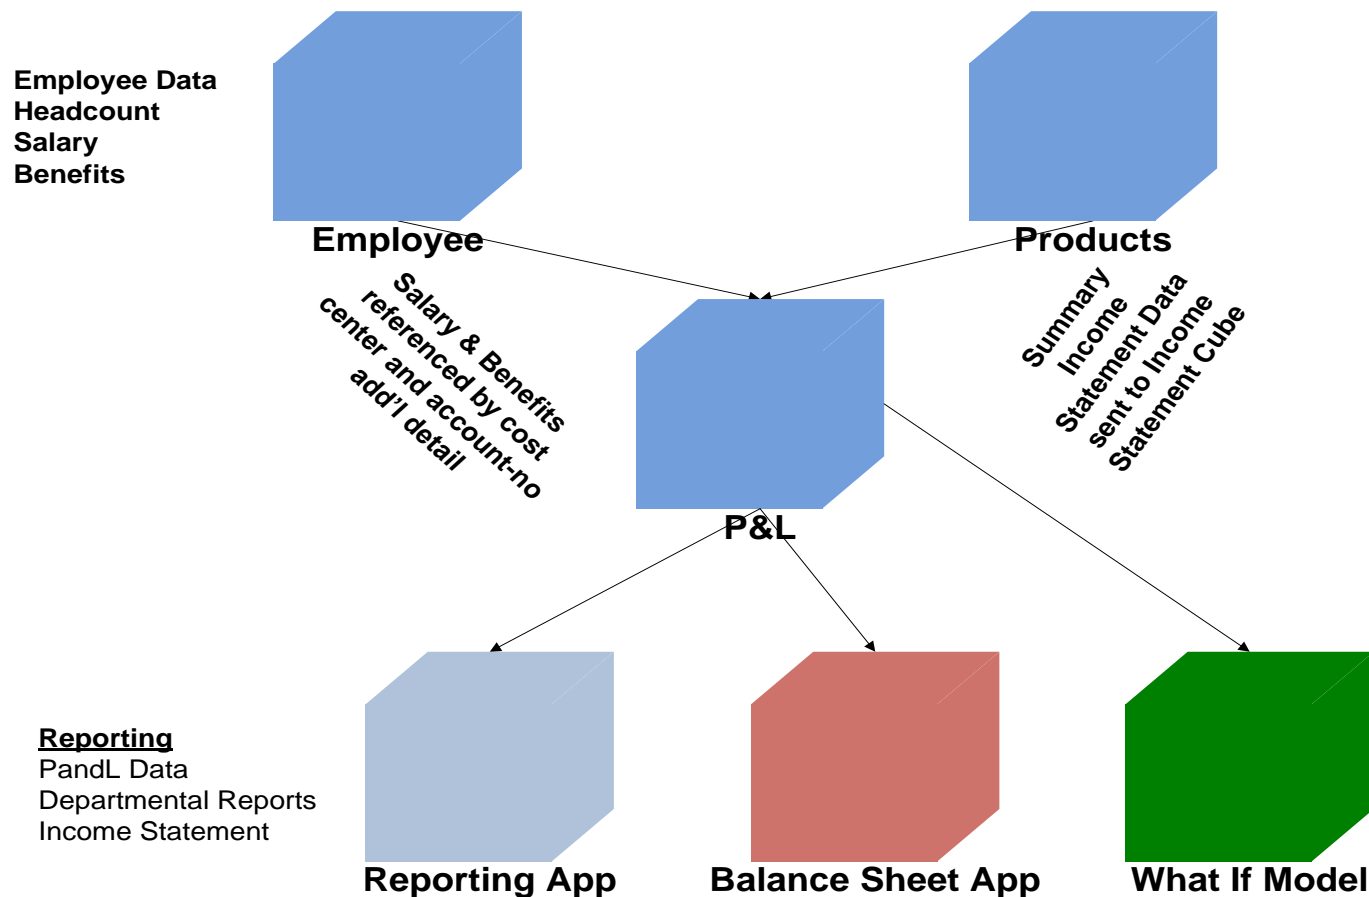 Employee Data
Headcount
Salary
Benefits
Employee
Products
Salary & Benefits
referenced by cost
center and account-no
add'l detail
Summary
Income
Statement Data
sent to Income
Statement Cube
P&L
Reporting
PandL Data
Departmental Reports
Income Statement
Reporting App
Balance Sheet App
What If Model